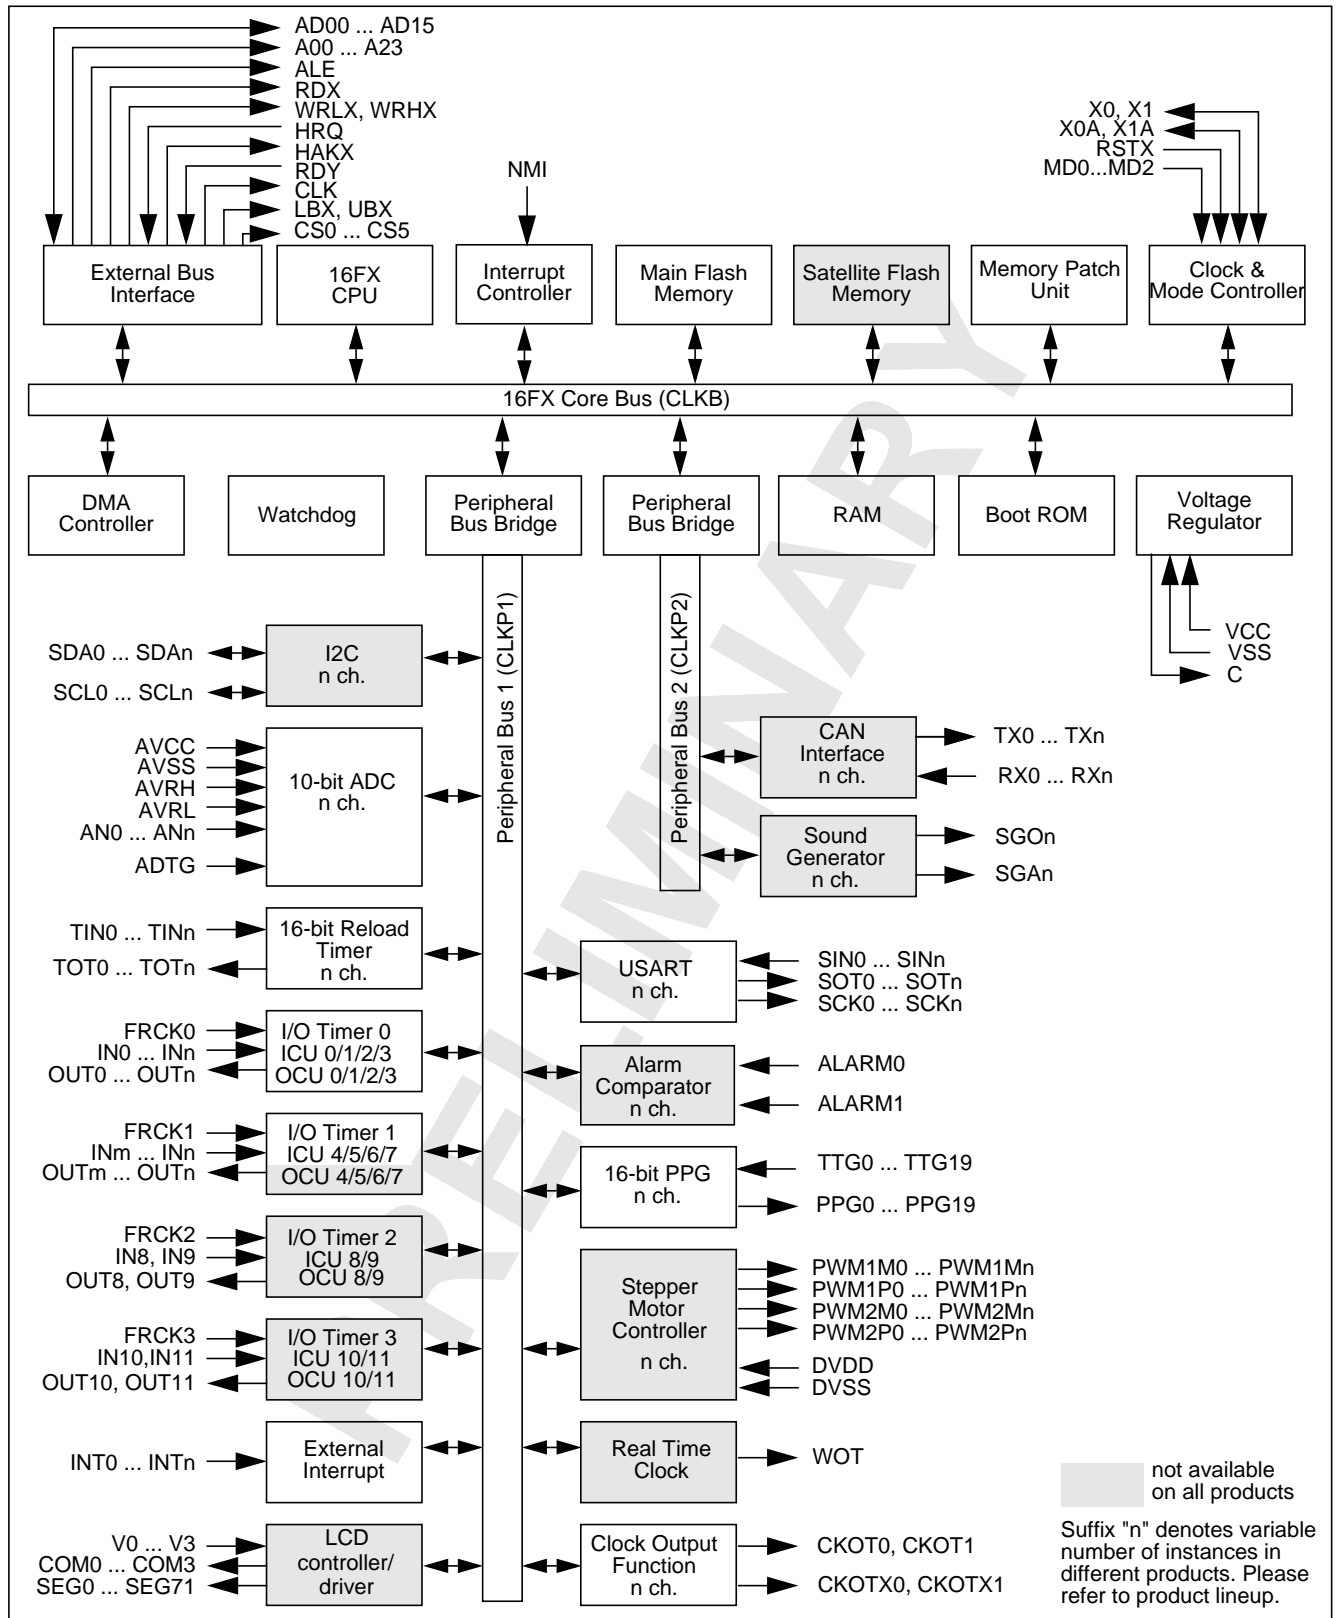 AD00 ... AD15
A00 ... A23
ALE
RDX
WRLX, WRHX
HRQ
HAKX
RDY
CLK
LBX, UBX
CS0 ... CS5
NMI
X0, X1
X0A, X1A
RSTX
MD0...MD2
External Bus
Interface
16FX
CPU
Interrupt
Controller
Main Flash
Memory
Satellite Flash
Memory
Memory Patch
Unit
Clock &
Mode Controller
16FX Core Bus (CLKB)
DMA
Controller
Watchdog
Peripheral
Bus Bridge
Peripheral
Bus Bridge
RAM
Boot ROM
Voltage
Regulator
VCC
VSS
C
Peripheral Bus 1 (CLKP1)
Peripheral Bus 2 (CLKP2)
SDA0 ... SDAn
SCL0 ... SCLn
I2C
n ch.
AVCC
AVSS
AVRH
AVRL
AN0 ... ANn
ADTG
10-bit ADC
n ch.
TIN0 ... TINn
TOT0 ... TOTn
16-bit Reload
Timer
n ch.
FRCK0
IN0 ... INn
OUT0 ... OUTn
I/O Timer 0
ICU 0/1/2/3
OCU 0/1/2/3
FRCK1
INm ... INn
OUTm ... OUTn
I/O Timer 1
ICU 4/5/6/7
OCU 4/5/6/7
FRCK2
IN8, IN9
OUT8, OUT9
I/O Timer 2
ICU 8/9
OCU 8/9
FRCK3
IN10,IN11
OUT10, OUT11
I/O Timer 3
ICU 10/11
OCU 10/11
INT0 ... INTn
External
Interrupt
V0 ... V3
COM0 ... COM3
SEG0 ... SEG71
LCD
controller/
driver
CAN
Interface
n ch.
TX0 ... TXn
RX0 ... RXn
Sound
Generator
n ch.
SGOn
SGAn
USART
n ch.
SIN0 ... SINn
SOT0 ... SOTn
SCK0 ... SCKn
Alarm
Comparator
n ch.
ALARM0
ALARM1
16-bit PPG
n ch.
TTG0 ... TTG19
PPG0 ... PPG19
Stepper
Motor
Controller
n ch.
PWM1M0 ... PWM1Mn
PWM1P0 ... PWM1Pn
PWM2M0 ... PWM2Mn
PWM2P0 ... PWM2Pn
DVDD
DVSS
Real Time
Clock
WOT
Clock Output
Function
n ch.
CKOT0, CKOT1
CKOTX0, CKOTX1
not available
on all products
Suffix "n" denotes variable
number of instances in
different products. Please
refer to product lineup.
PRELIMINARY